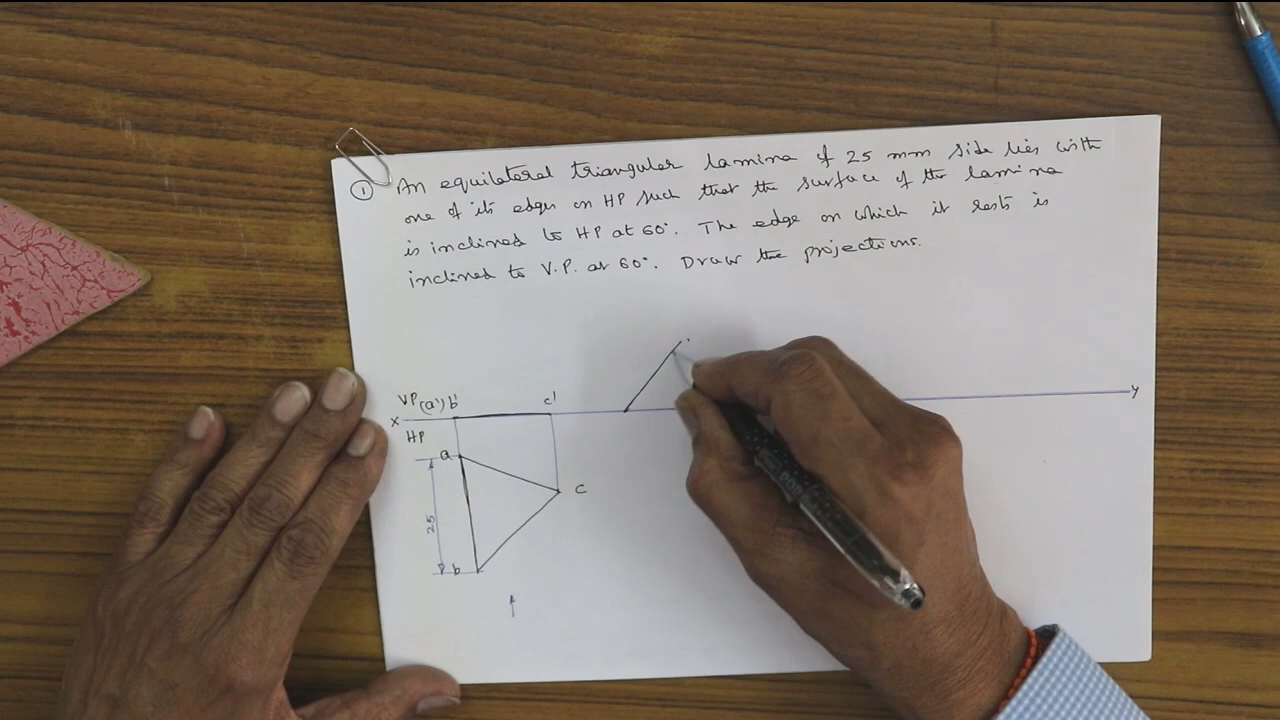 ① An equilateral triangular lamina of 25 mm side lies with
one of its edges on HP such that the surface of the lamina
is inclined to HP at 60°. The edge on which it rests is
inclined to V.P. at 60°. Draw the projections.
VP (a') b' c'
X Y
HP
a
c
25
b